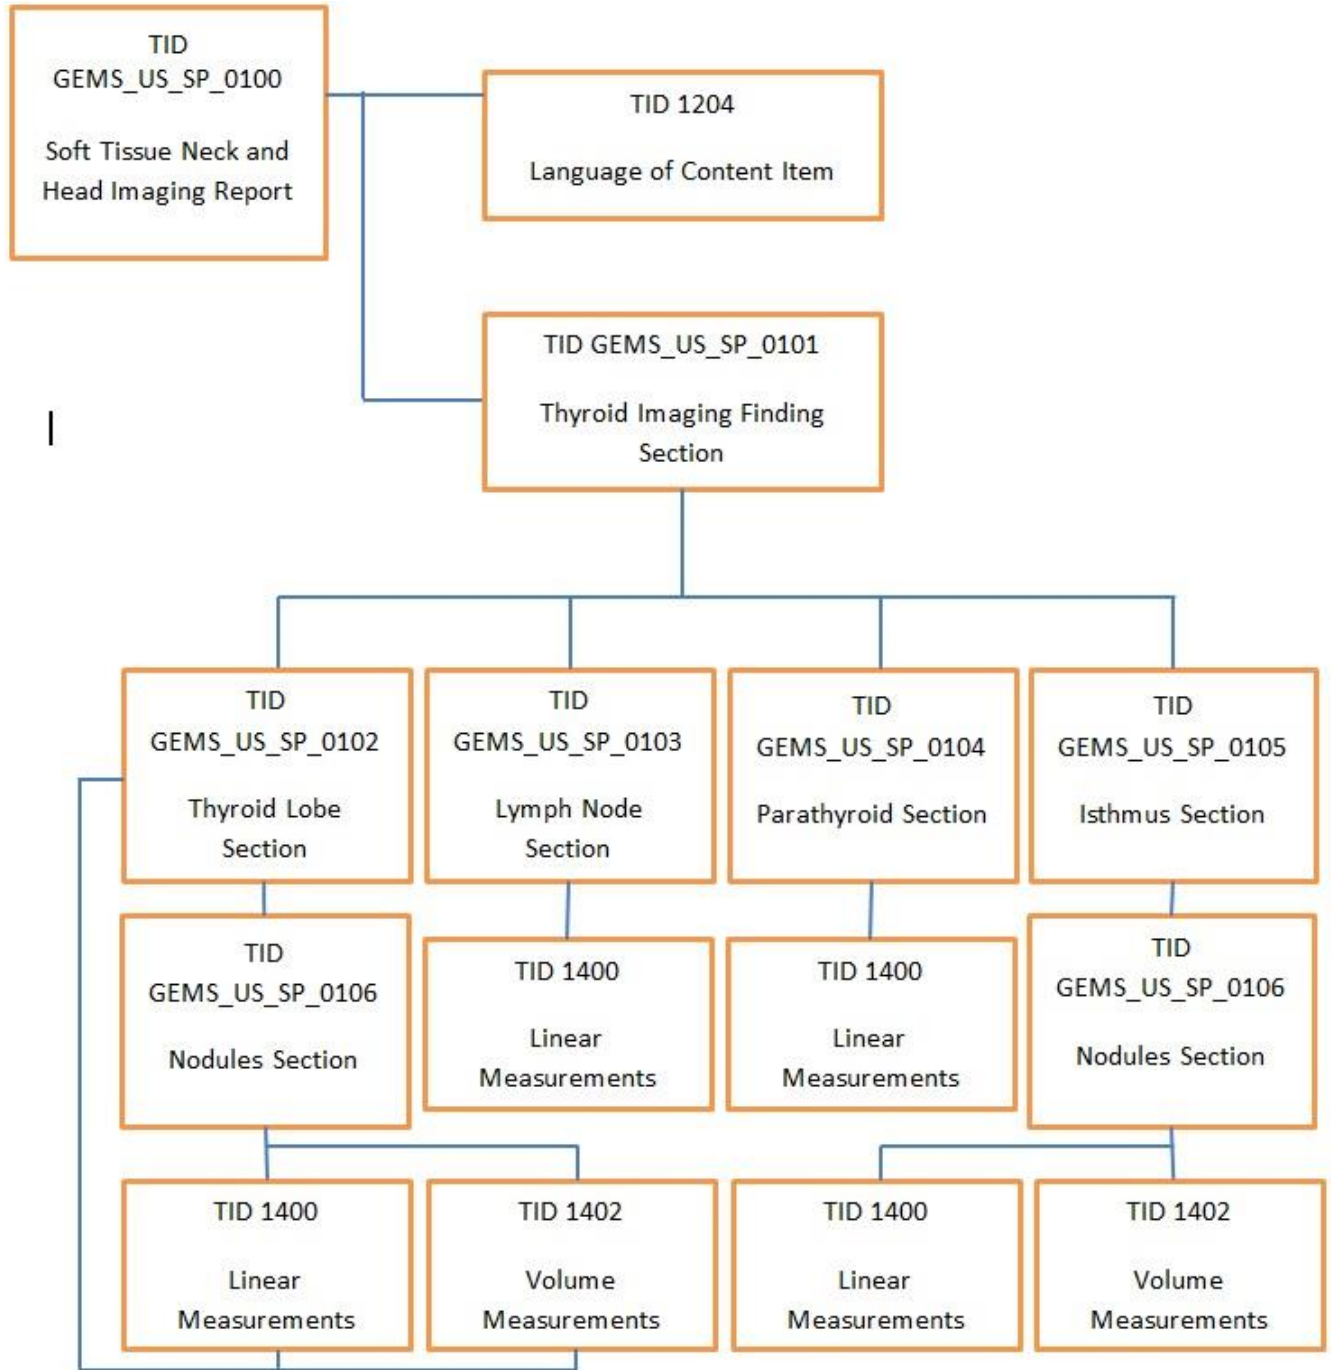 TID
GEMS_US_SP_0100
Soft Tissue Neck and
Head Imaging Report
TID 1204
Language of Content Item
TID GEMS_US_SP_0101
Thyroid Imaging Finding
Section
TID
GEMS_US_SP_0102
Thyroid Lobe
Section
TID
GEMS_US_SP_0103
Lymph Node
Section
TID
GEMS_US_SP_0104
Parathyroid Section
TID
GEMS_US_SP_0105
Isthmus Section
TID
GEMS_US_SP_0106
Nodules Section
TID 1400
Linear
Measurements
TID 1400
Linear
Measurements
TID
GEMS_US_SP_0106
Nodules Section
TID 1400
Linear
Measurements
TID 1402
Volume
Measurements
TID 1400
Linear
Measurements
TID 1402
Volume
Measurements